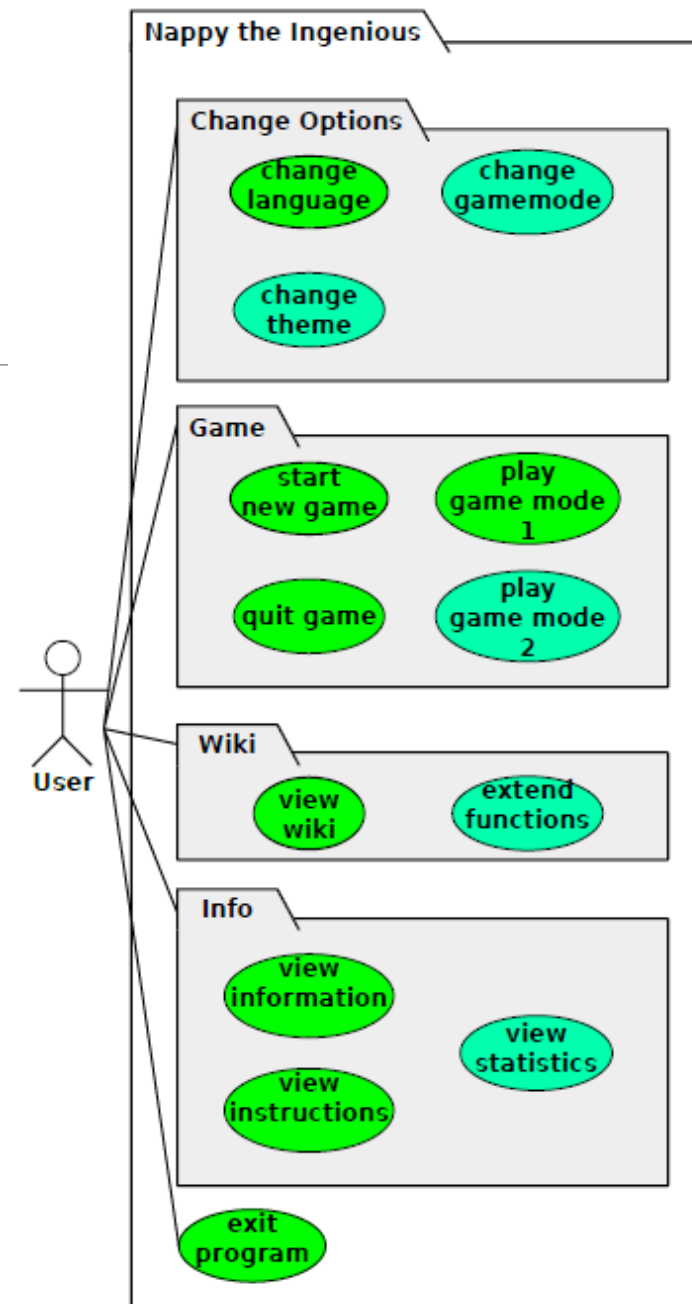 Nappy the Ingenious
Change Options
change
language
change
gamemode
change
theme
Game
start
new game
play
game mode
1
quit game
play
game mode
2
User
Wiki
view
wiki
extend
functions
Info
view
information
view
statistics
view
instructions
exit
program